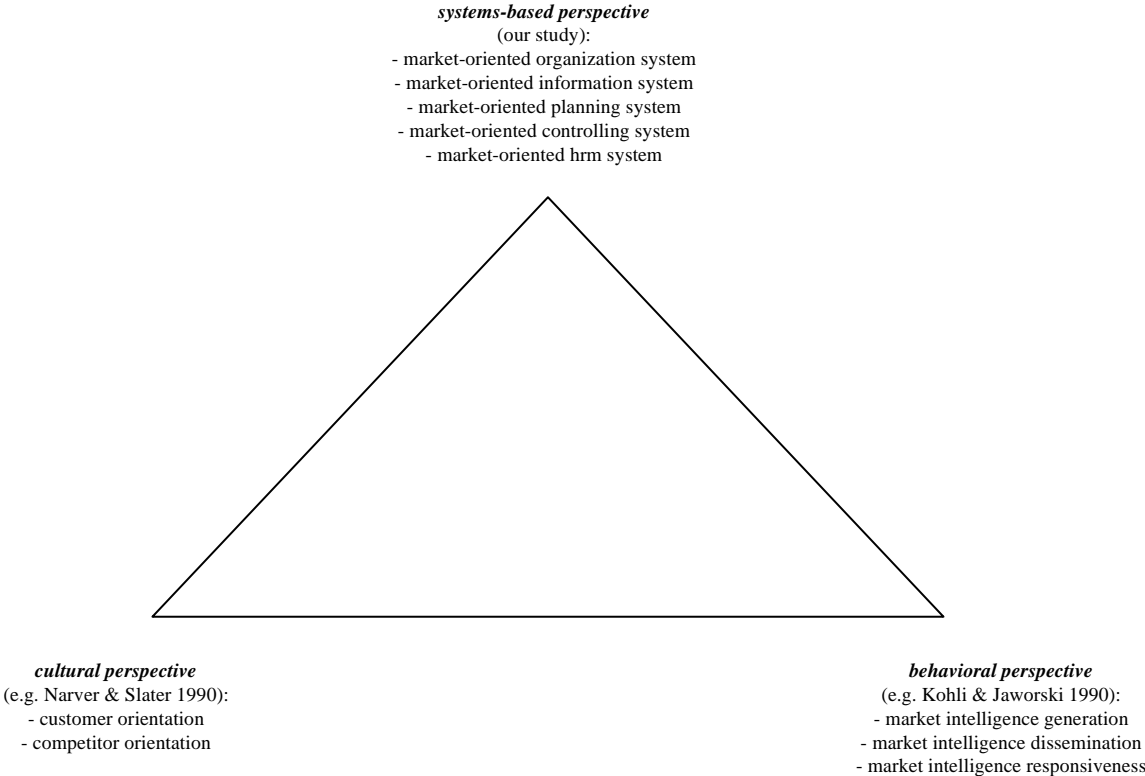 systems-based perspective
(our study):
- market-oriented organization system
- market-oriented information system
- market-oriented planning system
- market-oriented controlling system
- market-oriented hrm system
cultural perspective
(e.g. Narver & Slater 1990):
- customer orientation
- competitor orientation
behavioral perspective
(e.g. Kohli & Jaworski 1990):
- market intelligence generation
- market intelligence dissemination
- market intelligence responsiveness